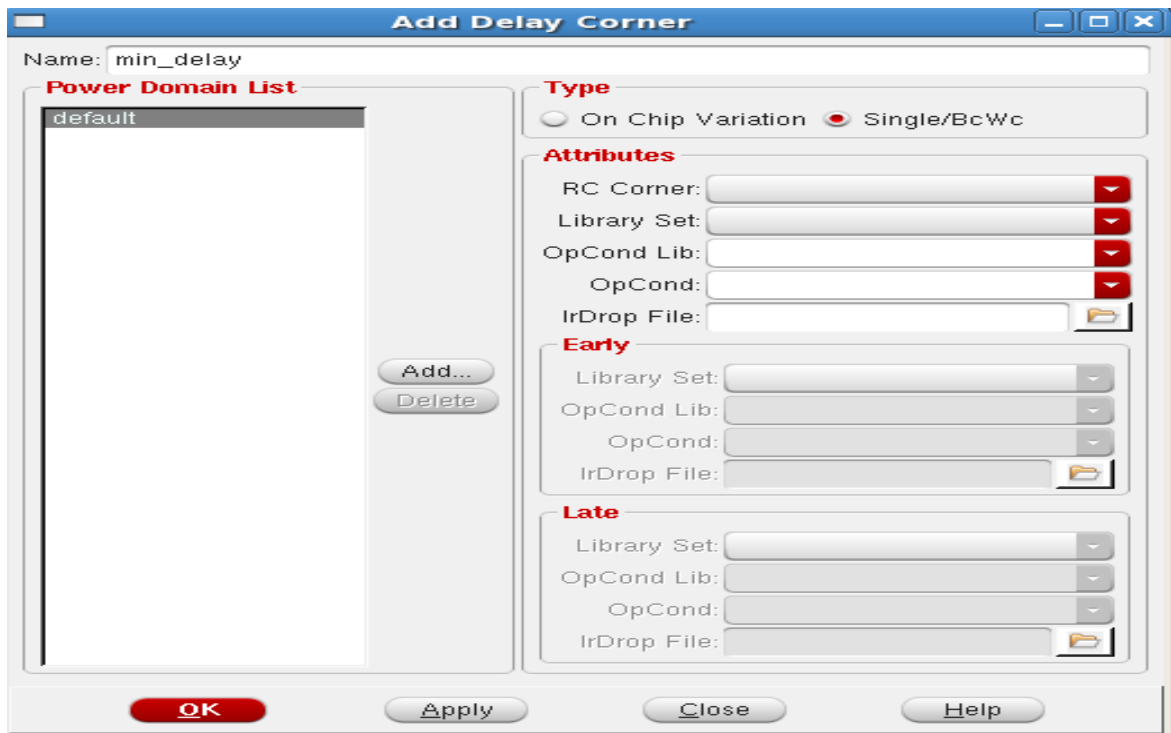 Add Delay Corner
Name: min_delay
Power Domain List
default
Add...
Delete
Type
On Chip Variation Single/BcWc
Attributes
RC Corner:
Library Set:
OpCond Lib:
OpCond:
IrDrop File:
Early
Library Set:
OpCond Lib:
OpCond:
IrDrop File:
Late
Library Set:
OpCond Lib:
OpCond:
IrDrop File:
OK Apply Close Help